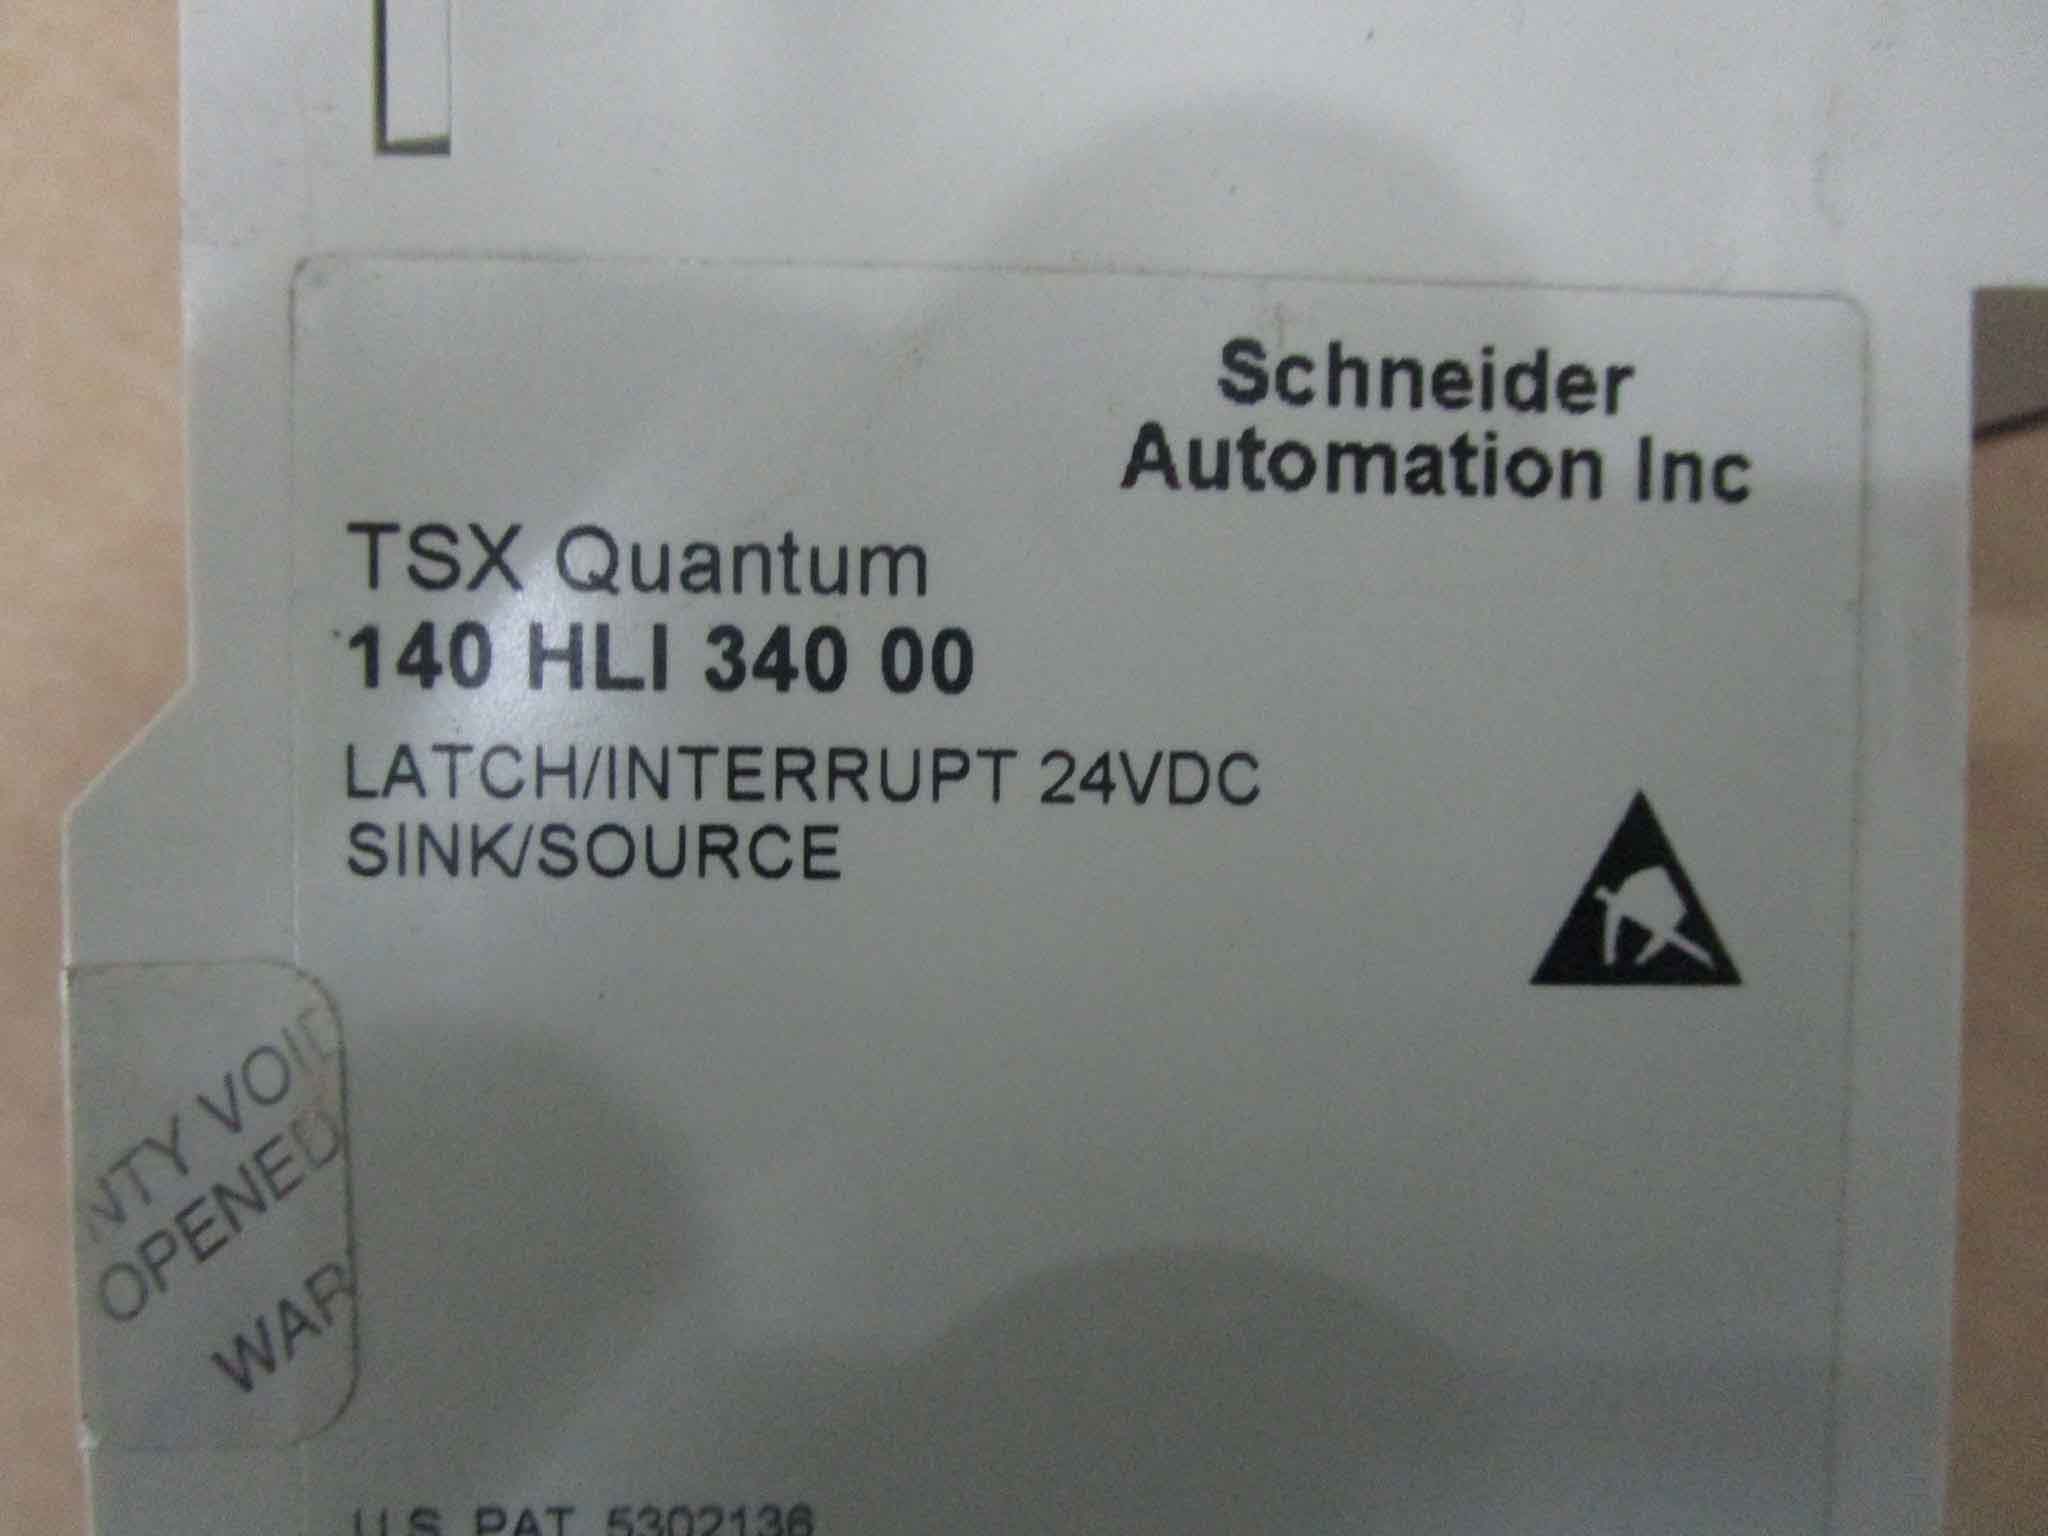 Schneider
Automation Inc
TSX Quantum
140 HLI 340 00
LATCH/INTERRUPT 24VDC
SINK/SOURCE
NTY VOID
OPENED
WAR
U.S. PAT. 5302136